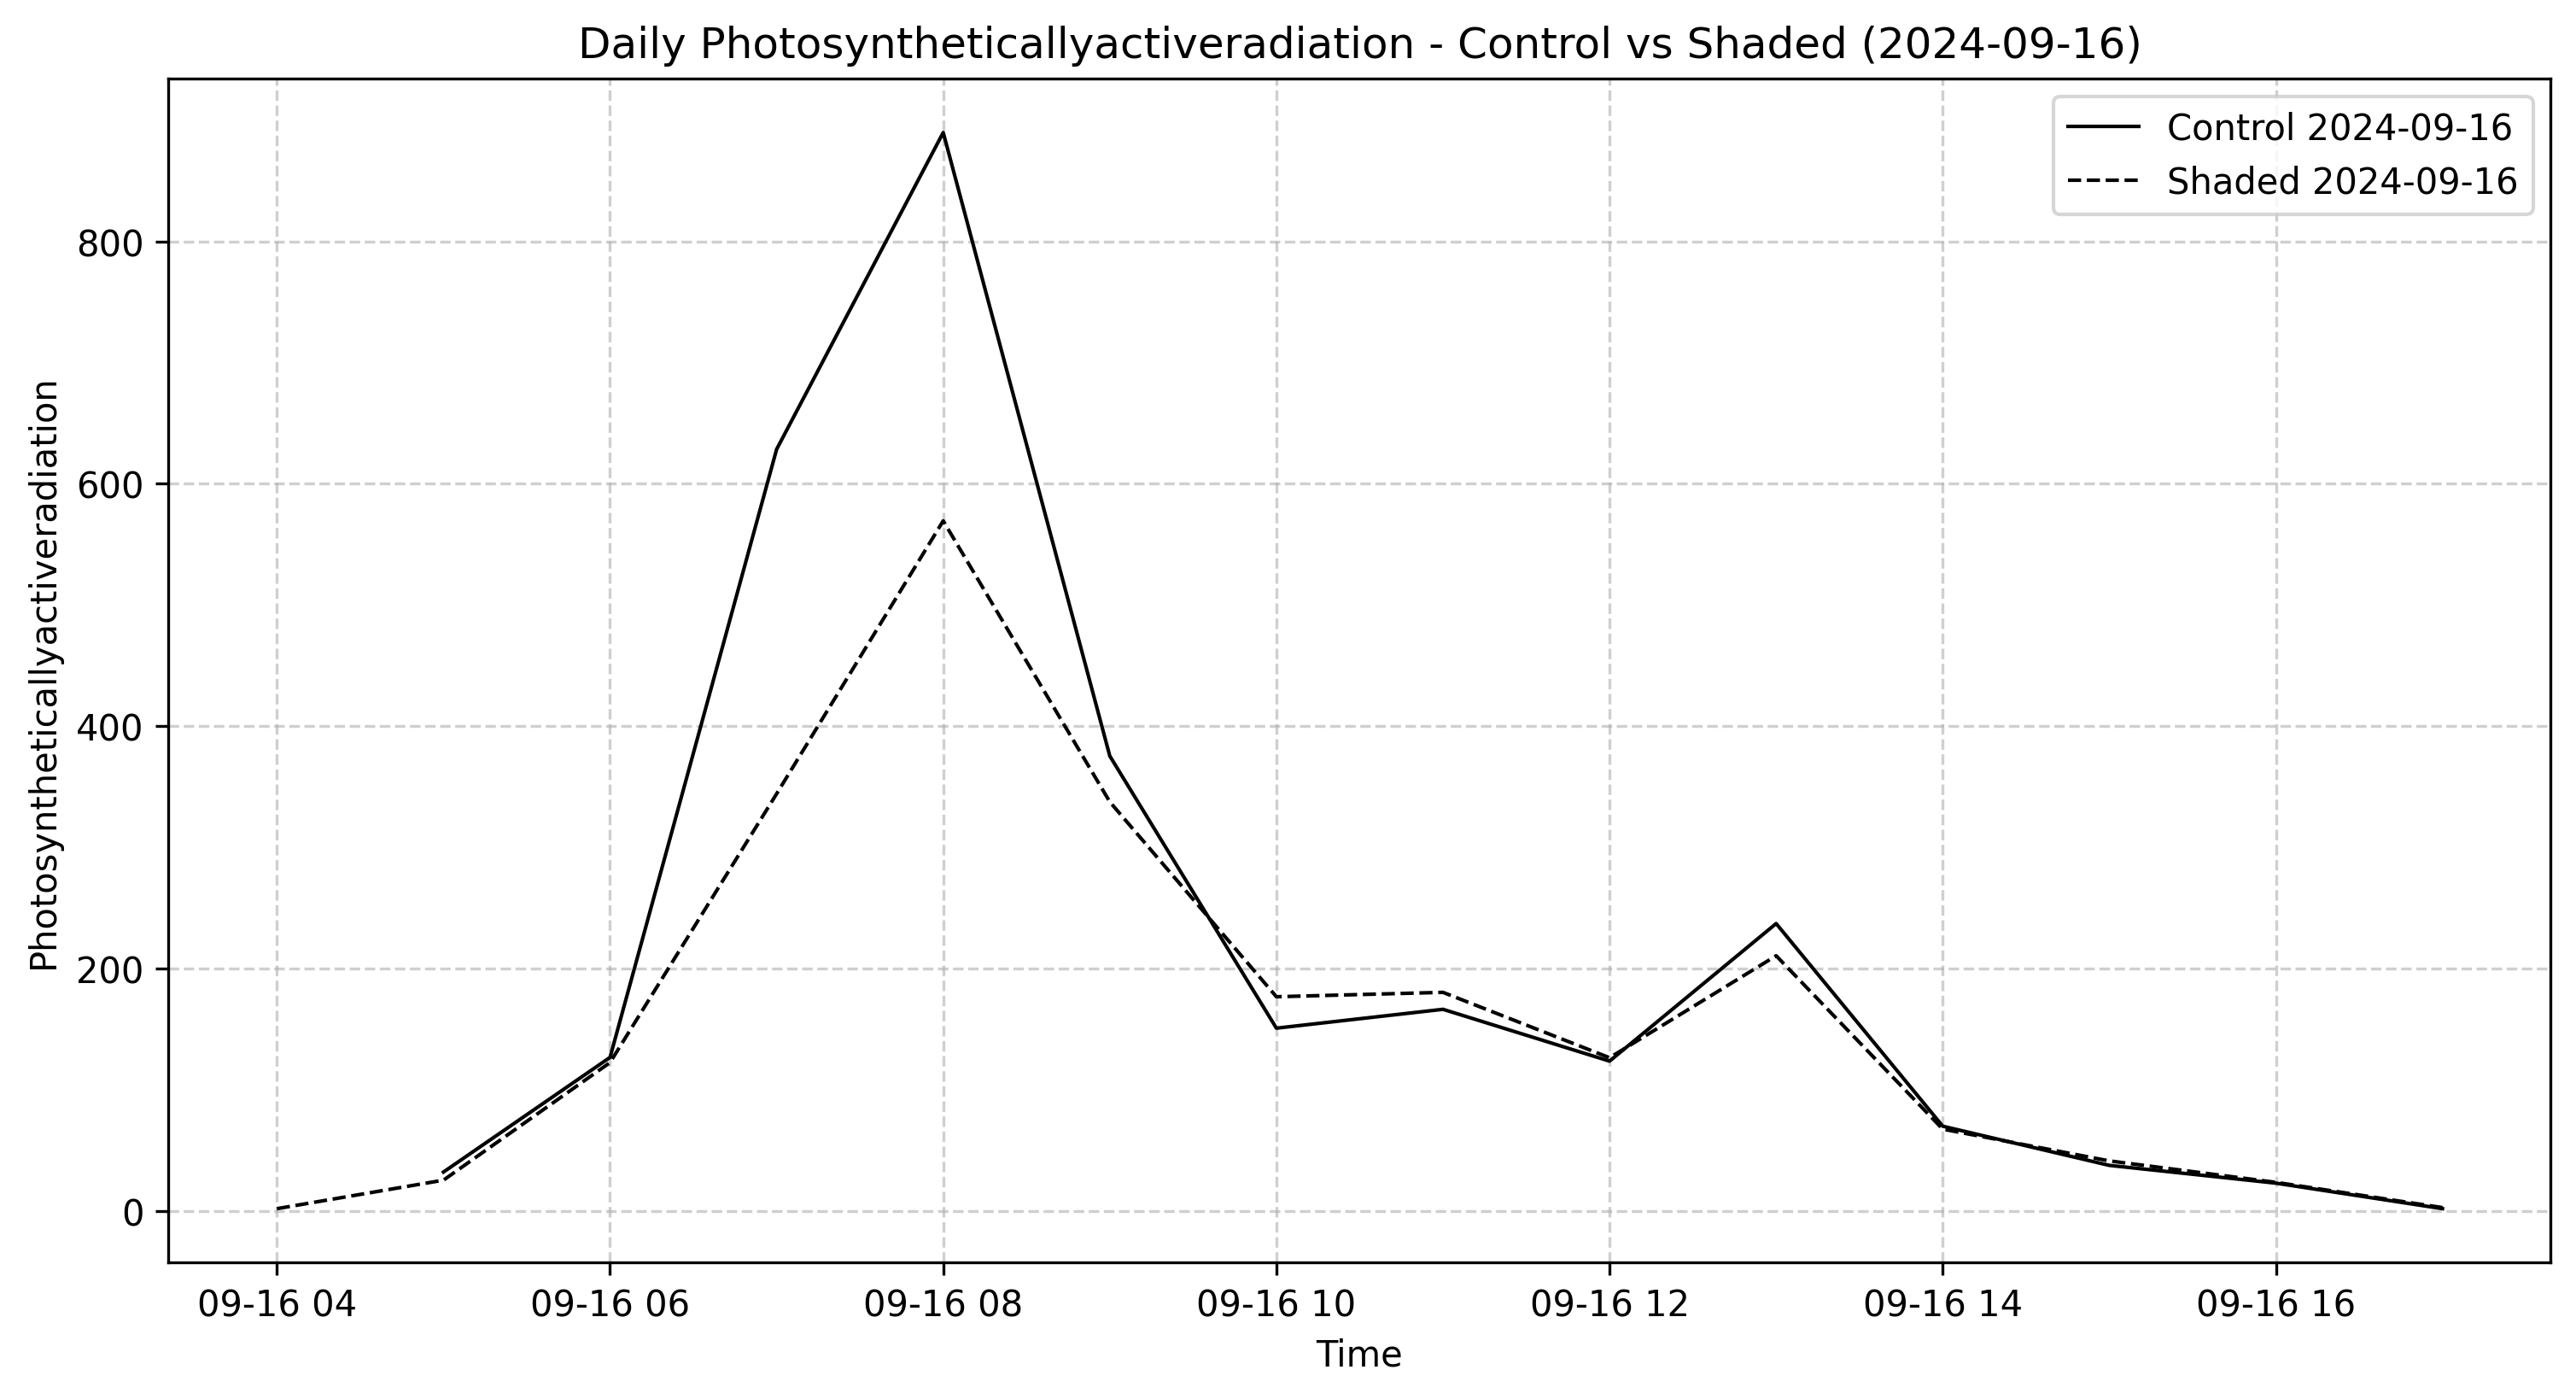 Daily Photosyntheticallyactiveradiation - Control vs Shaded (2024-09-16)
Control 2024-09-16
Shaded 2024-09-16
Photosyntheticallyactiveradiation
800
600
400
200
0
09-16 04
09-16 06
09-16 08
09-16 10
09-16 12
09-16 14
09-16 16
Time